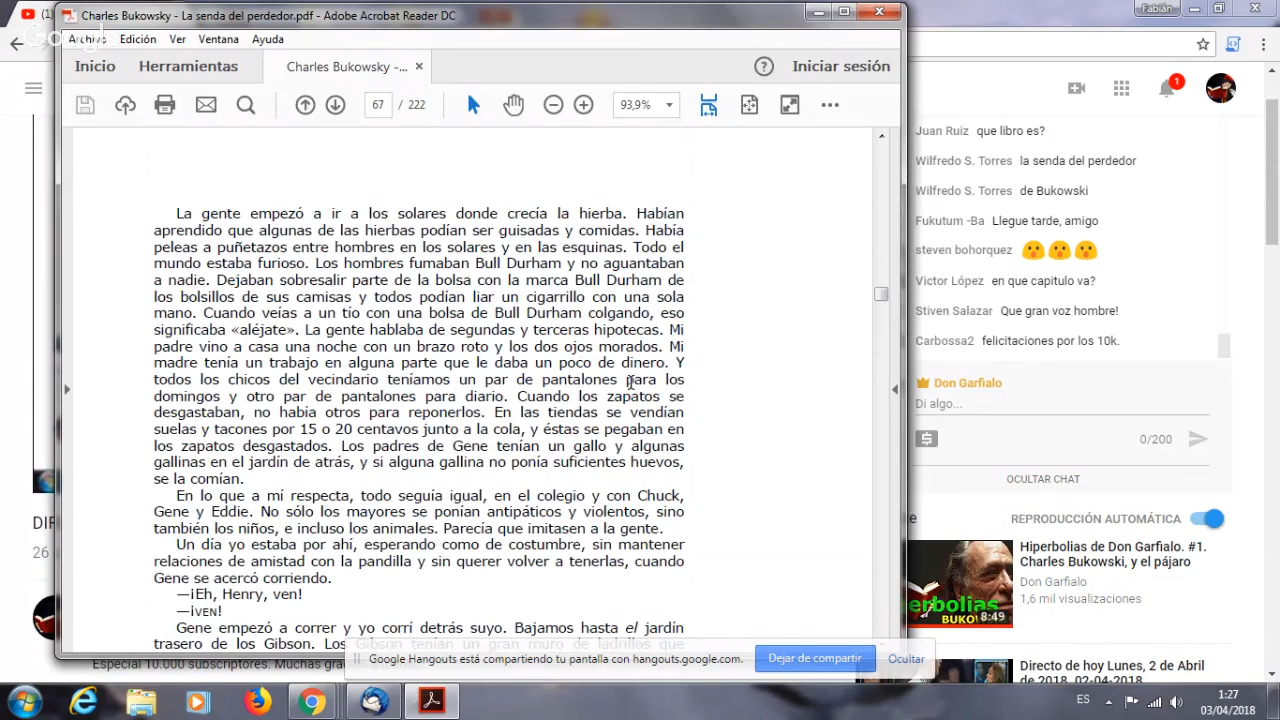 Charles Bukowsky - La senda del perdedor.pdf - Adobe Acrobat Reader DC
Fabián
Archivo Edición Ver Ventana Ayuda
Inicio Herramientas Charles Bukowsky -... × Iniciar sesión
67 / 222 93,9%
La gente empezó a ir a los solares donde crecía la hierba. Habían
aprendido que algunas de las hierbas podían ser guisadas y comidas. Había
peleas a puñetazos entre hombres en los solares y en las esquinas. Todo el
mundo estaba furioso. Los hombres fumaban Bull Durham y no aguantaban
a nadie. Dejaban sobresalir parte de la bolsa con la marca Bull Durham de
los bolsillos de sus camisas y todos podían liar un cigarrillo con una sola
mano. Cuando veías a un tío con una bolsa de Bull Durham colgando, eso
significaba «aléjate». La gente hablaba de segundas y terceras hipotecas. Mi
padre vino a casa una noche con un brazo roto y los dos ojos morados. Mi
madre tenía un trabajo en alguna parte que le daba un poco de dinero. Y
todos los chicos del vecindario teníamos un par de pantalones para los
domingos y otro par de pantalones para diario. Cuando los zapatos se
desgastaban, no había otros para reponerlos. En las tiendas se vendían
suelas y tacones por 15 o 20 centavos junto a la cola, y éstas se pegaban en
los zapatos desgastados. Los padres de Gene tenían un gallo y algunas
gallinas en el jardín de atrás, y si alguna gallina no ponía suficientes huevos,
se la comían.
En lo que a mí respecta, todo seguía igual, en el colegio y con Chuck,
Gene y Eddie. No sólo los mayores se ponían antipáticos y violentos, sino
también los niños, e incluso los animales. Parecía que imitasen a la gente.
Un día yo estaba por ahí, esperando como de costumbre, sin mantener
relaciones de amistad con la pandilla y sin querer volver a tenerlas, cuando
Gene se acercó corriendo.
—¡Eh, Henry, ven!
—¡VEN!
Gene empezó a correr y yo corrí detrás suyo. Bajamos hasta el jardín
trasero de los Gibson. Los Gibson tenían un gran muro de ladrillos que
Google Hangouts está compartiendo tu pantalla con hangouts.google.com. Dejar de compartir Ocultar
1
Juan Ruiz que libro es?
Wilfredo S. Torres la senda del perdedor
Wilfredo S. Torres de Bukowski
Fukutum -Ba Llegue tarde, amigo
steven bohorquez 😮😮😮
Victor López en que capitulo va?
Stiven Salazar Que gran voz hombre!
Carbossa2 felicitaciones por los 10k.
Don Garfialo
Di algo...
0/200
OCULTAR CHAT
REPRODUCCIÓN AUTOMÁTICA
Hiperbolias de Don Garfialo. #1.
Charles Bukowski, y el pájaro
Don Garfialo
1,6 mil visualizaciones
8:49
Directo de hoy Lunes, 2 de Abril
de 2018. 02-04-2018
26
ES
1:27
03/04/2018